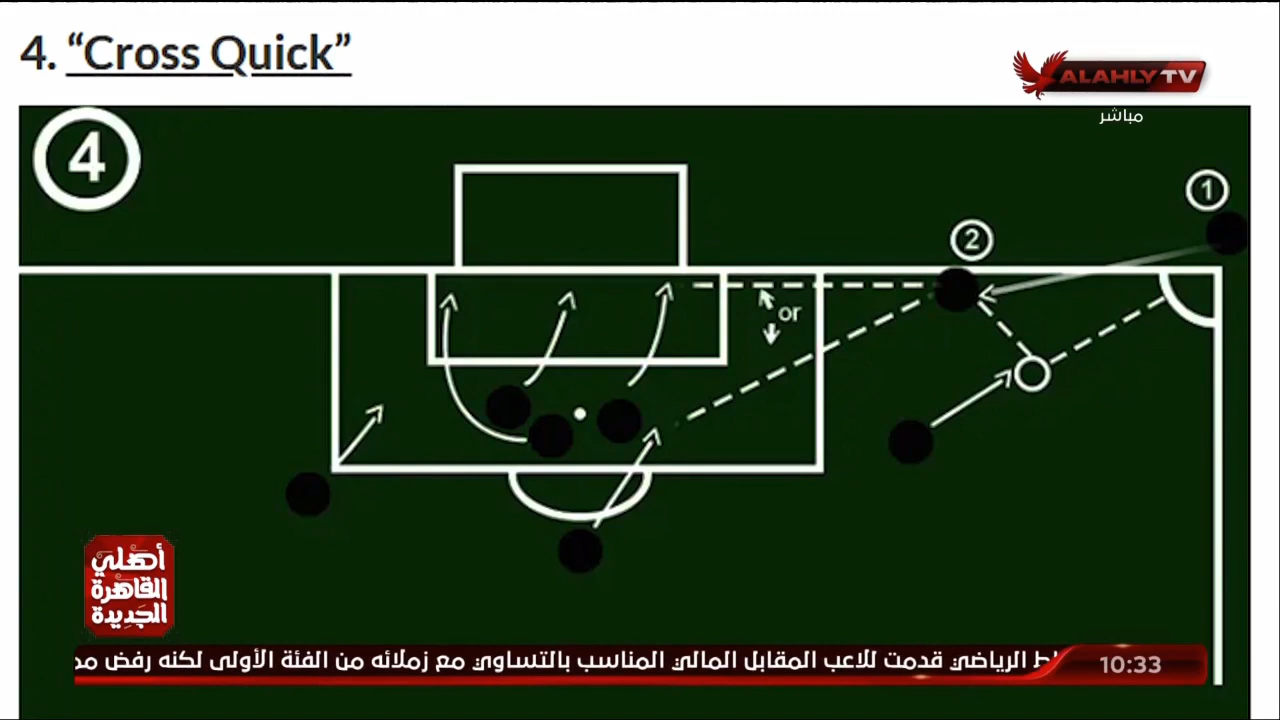 4. “Cross Quick”
ALAHLY TV
مباشر
4
1
2
or
أهلي
القاهرة
الجديدة
الرياضي قدمت للاعب المقابل المالي المناسب بالتساوي مع زملائه من الفئة الأولى لكنه رفض
10:33